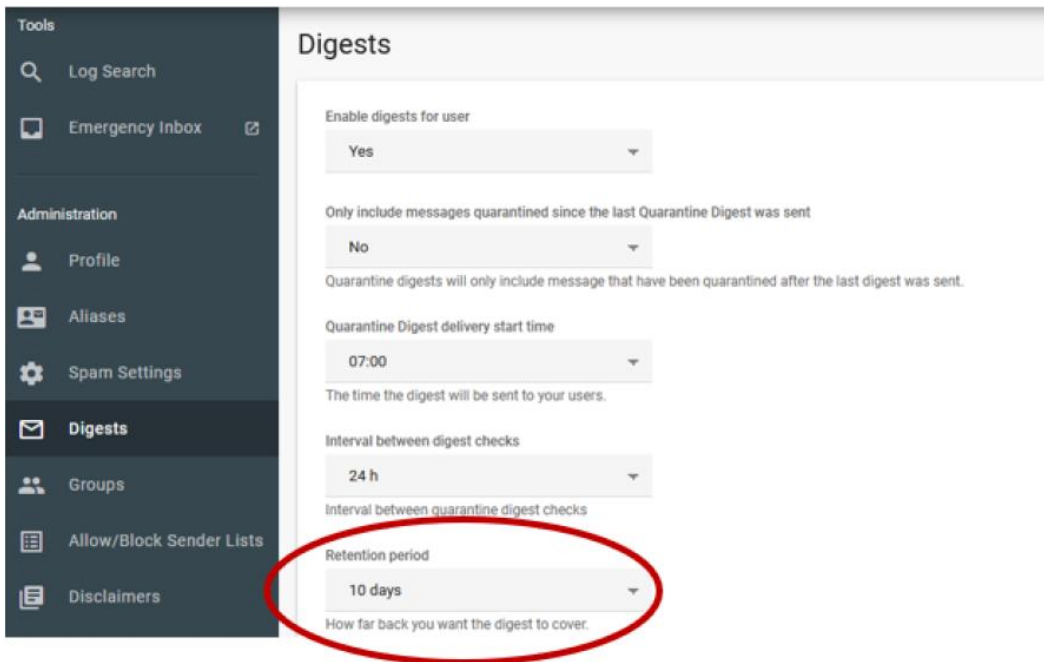 Tools
Log Search
Emergency Inbox
Administration
Profile
Aliases
Spam Settings
Digests
Groups
Allow/Block Sender Lists
Disclaimers
Digests
Enable digests for user
Yes
Only include messages quarantined since the last Quarantine Digest was sent
No
Quarantine digests will only include message that have been quarantined after the last digest was sent.
Quarantine Digest delivery start time
07:00
The time the digest will be sent to your users.
Interval between digest checks
24 h
Interval between quarantine digest checks
Retention period
10 days
How far back you want the digest to cover.